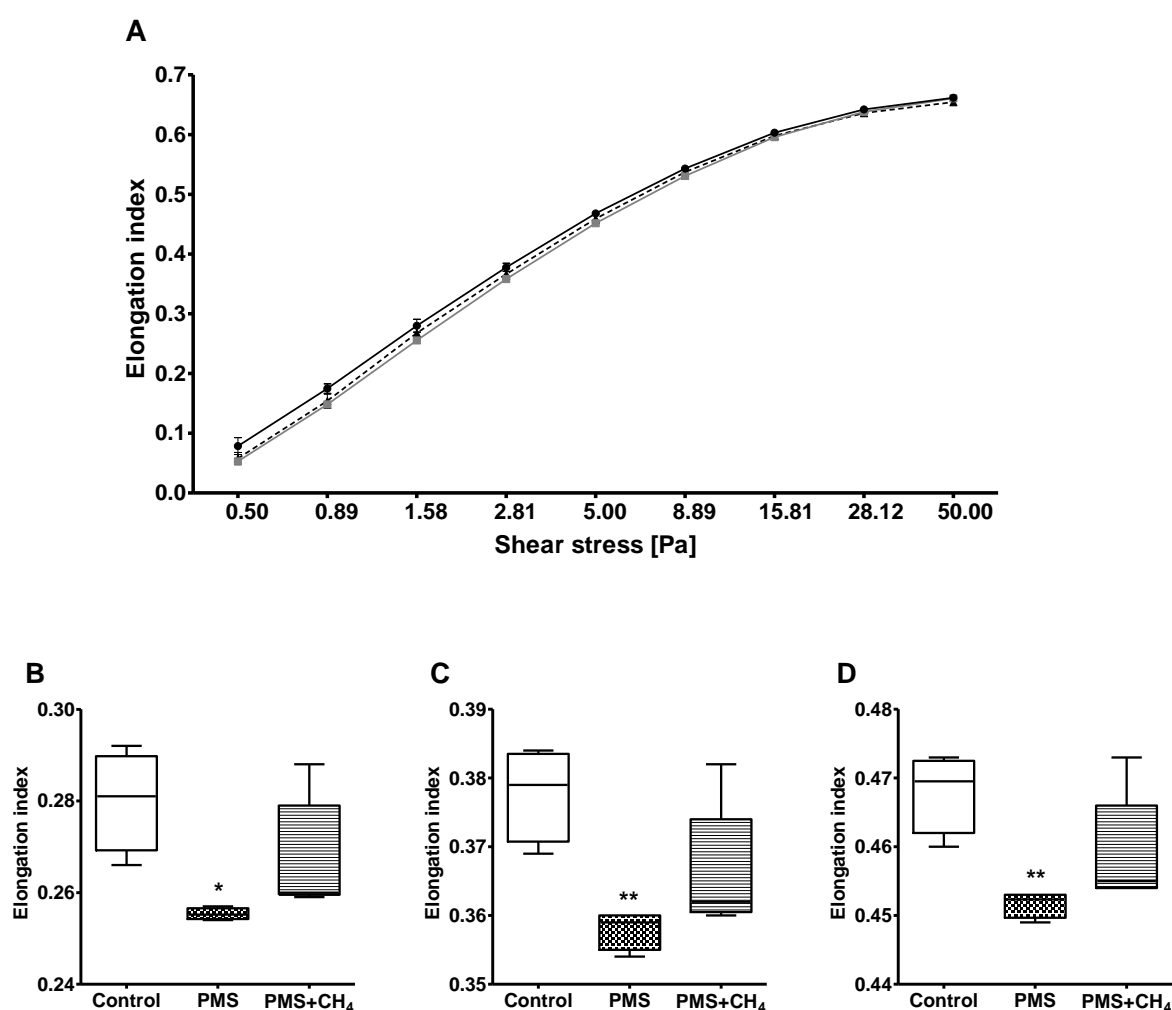 A
Elongation index
0.7
0.6
0.5
0.4
0.3
0.2
0.1
0.0
0.50 0.89 1.58 2.81 5.00 8.89 15.81 28.12 50.00
Shear stress [Pa]
B
Elongation index
0.30
0.28
0.26
0.24
*
Control PMS PMS+CH₄
C
Elongation index
0.39
0.38
0.37
0.36
0.35
**
Control PMS PMS+CH₄
D
Elongation index
0.48
0.47
0.46
0.45
0.44
**
Control PMS PMS+CH₄